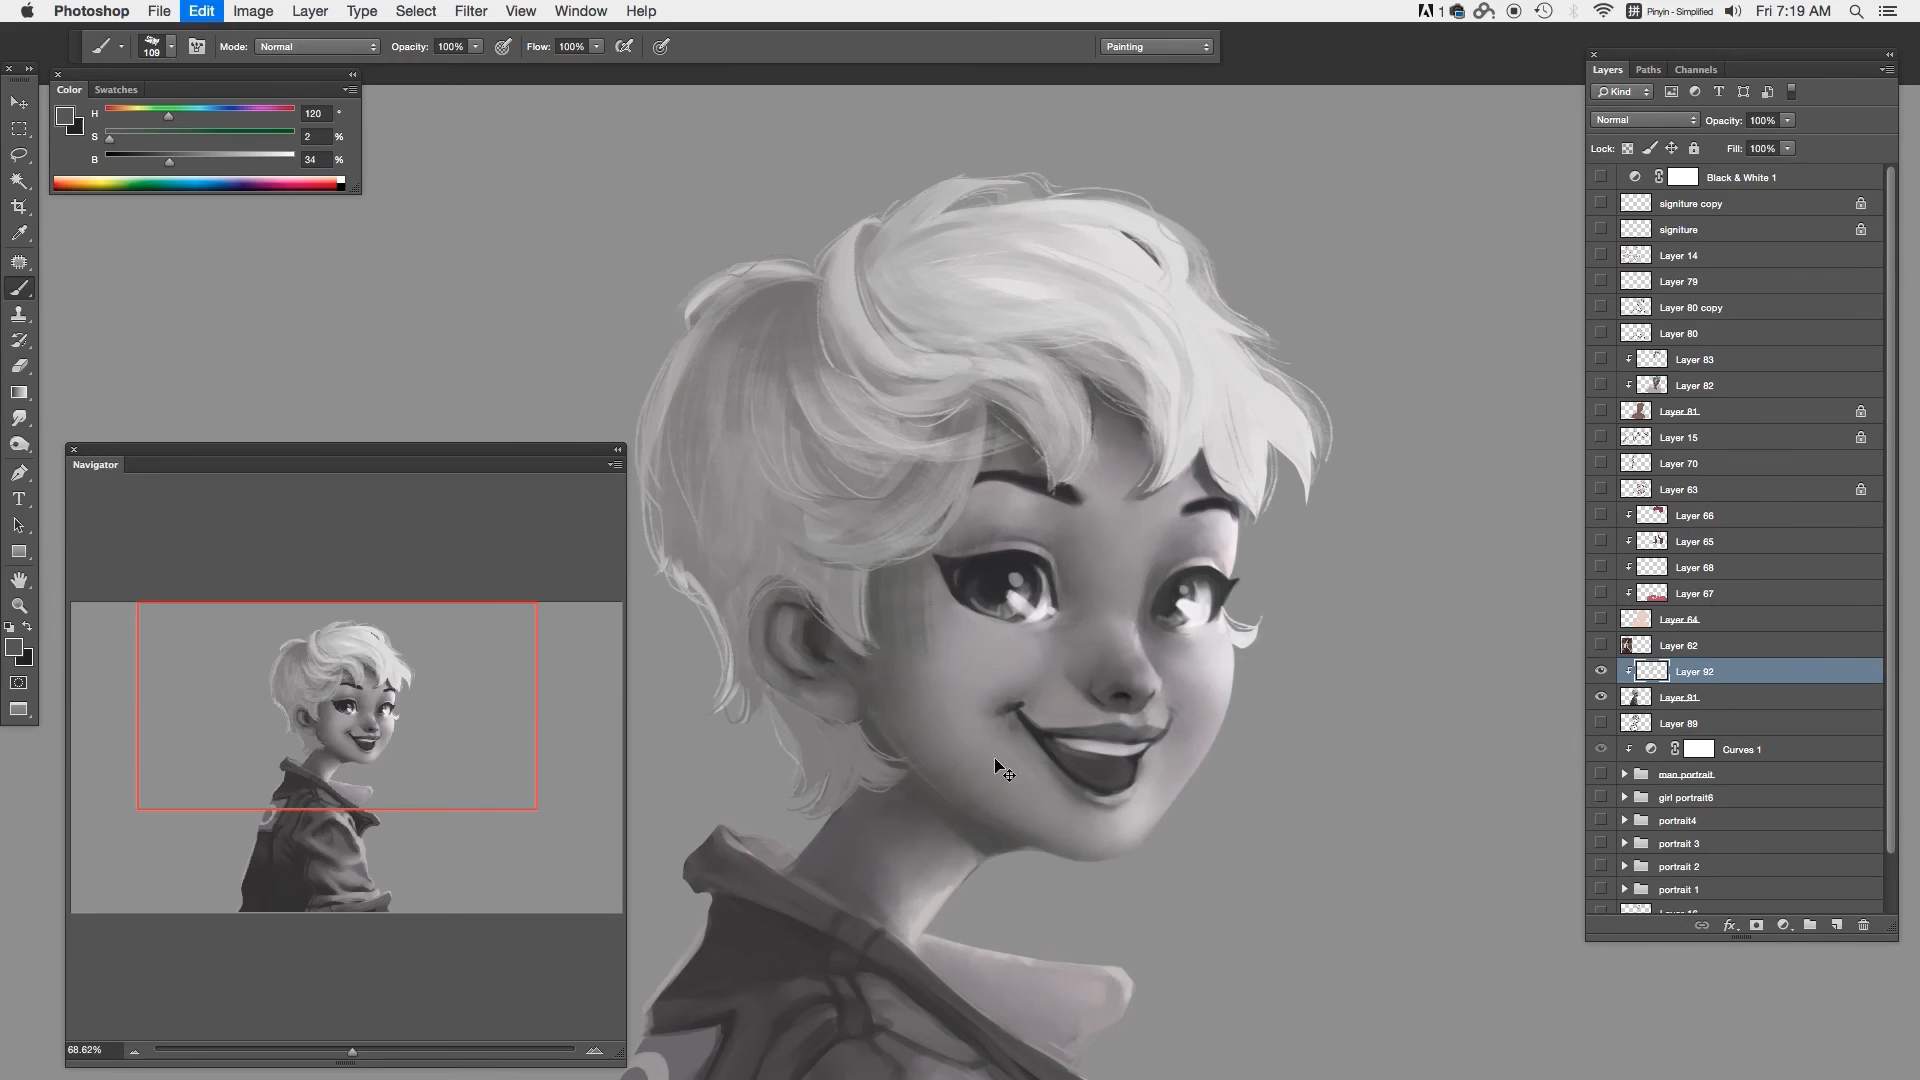 Photoshop File Edit Image Layer Type Select Filter View Window Help
1 拼 Pinyin - Simplified Fri 7:19 AM
109 Mode: Normal Opacity: 100% Flow: 100% Painting
Color Swatches
H 120 °
S 2 %
B 34 %
Navigator
68.62%
Layers Paths Channels
Kind T
Normal Opacity: 100%
Lock: Fill: 100%
Black & White 1
signiture copy
signiture
Layer 14
Layer 79
Layer 80 copy
Layer 80
Layer 83
Layer 82
Layer 81
Layer 15
Layer 70
Layer 63
Layer 66
Layer 65
Layer 68
Layer 67
Layer 64
Layer 62
Layer 92
Layer 91
Layer 89
Curves 1
man portrait
girl portrait6
portrait4
portrait 3
portrait 2
portrait 1
fx